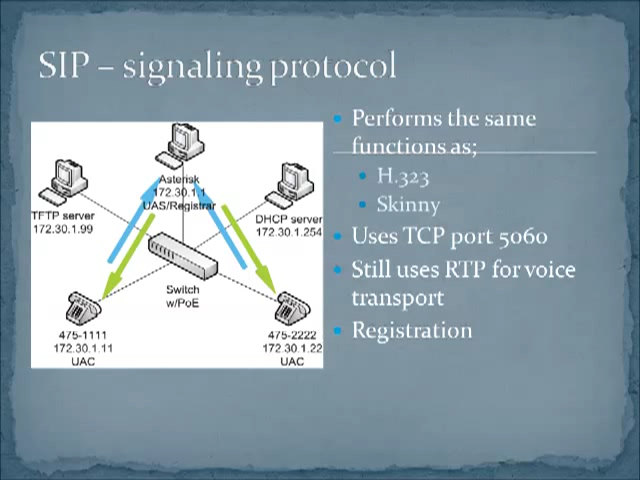 SIP – signaling protocol
Asterisk
172.30.1.1
UAS/Registrar
TFTP server
172.30.1.99
DHCP server
172.30.1.254
Switch
w/PoE
475-1111
172.30.1.11
UAC
475-2222
172.30.1.22
UAC
Performs the same
functions as;
H.323
Skinny
Uses TCP port 5060
Still uses RTP for voice
transport
Registration